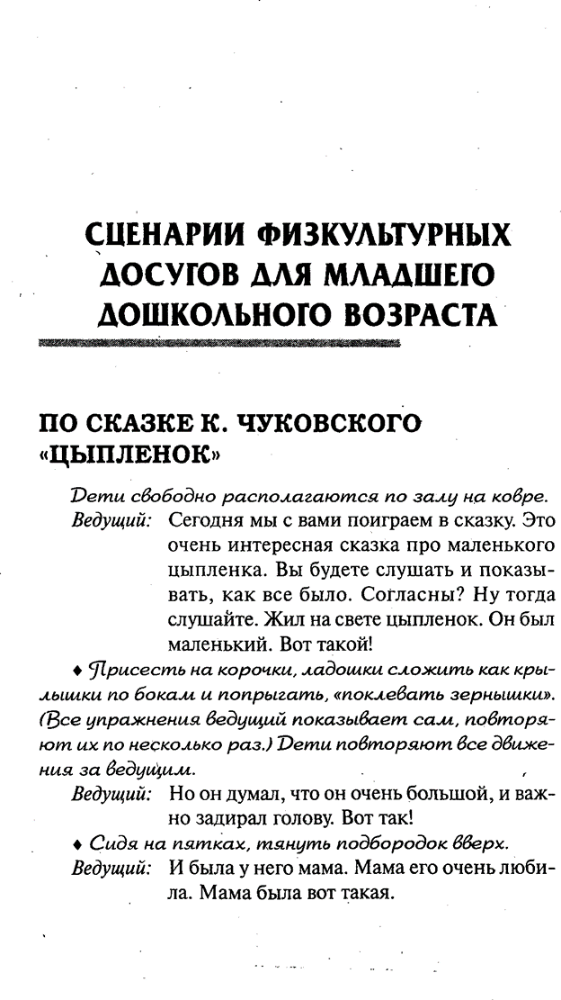 СЦЕНАРИИ ФИЗКУЛЬТУРНЫХ
ДОСУГОВ ДЛЯ МЛАДШЕГО
ДОШКОЛЬНОГО ВОЗРАСТА
ПО СКАЗКЕ К. ЧУКОВСКОГО
«ЦЫПЛЕНОК»
Дети свободно располагаются по залу на ковре.
Ведущий: Сегодня мы с вами поиграем в сказку. Это
очень интересная сказка про маленького
цыпленка. Вы будете слушать и показы-
вать, как все было. Согласны? Ну тогда
слушайте. Жил на свете цыпленок. Он был
маленький. Вот такой!
♦ Присесть на корочки, ладошки сложить как кры-
лышки по бокам и попрыгать, «поклевать зернышки».
(Все упражнения ведущий показывает сам, повторя-
ют их по несколько раз.) Дети повторяют все движе-
ния за ведущим.
Ведущий: Но он думал, что он очень большой, и важ-
но задирал голову. Вот так!
♦ Сидя на пятках, тянуть подбородок вверх.
Ведущий: И была у него мама. Мама его очень люби-
ла. Мама была вот такая.